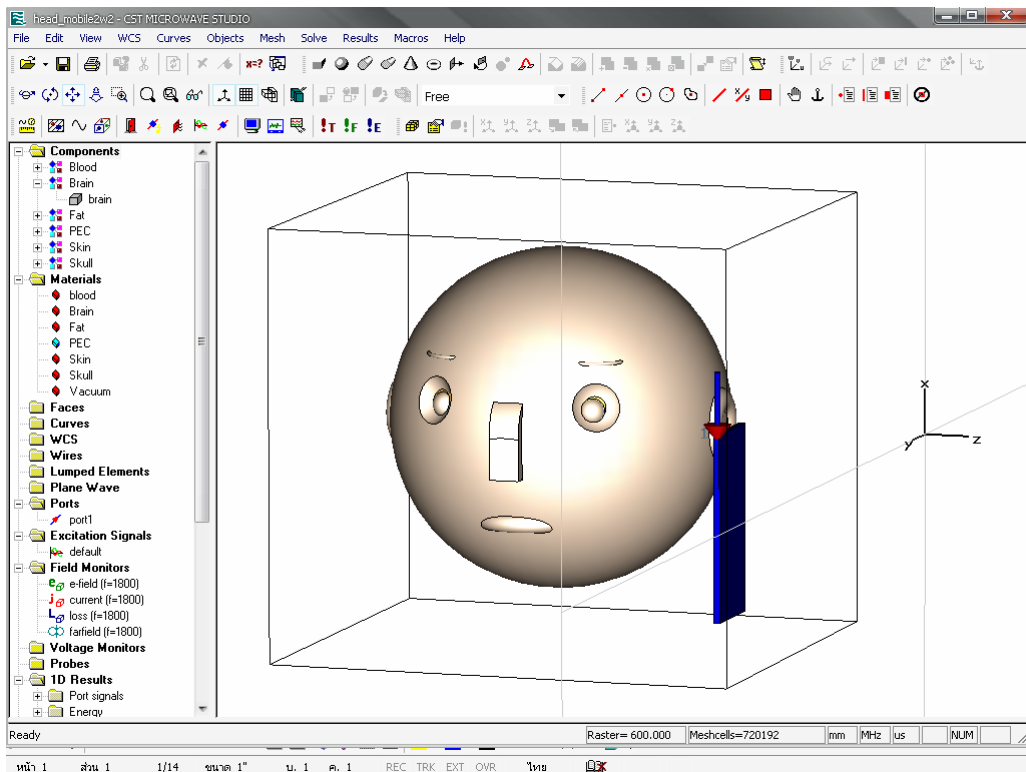 head_mobile2w2 - CST MICROWAVE STUDIO
File Edit View WCS Curves Objects Mesh Solve Results Macros Help
x=?
Free
x/y
!T !F !E
Components
Blood
Brain
brain
Fat
PEC
Skin
Skull
Materials
blood
Brain
Fat
PEC
Skin
Skull
Vacuum
Faces
Curves
WCS
Wires
Lumped Elements
Plane Wave
Ports
port1
Excitation Signals
default
Field Monitors
e-field (f=1800)
current (f=1800)
loss (f=1800)
farfield (f=1800)
Voltage Monitors
Probes
1D Results
Port signals
Energy
x
y
z
Ready Raster= 600.000 Meshcells=720192 mm MHz us NUM
หน้า 1 ส่วน 1 1/14 ขนาด 1" บ. 1 ค. 1 REC TRK EXT OVR ไทย